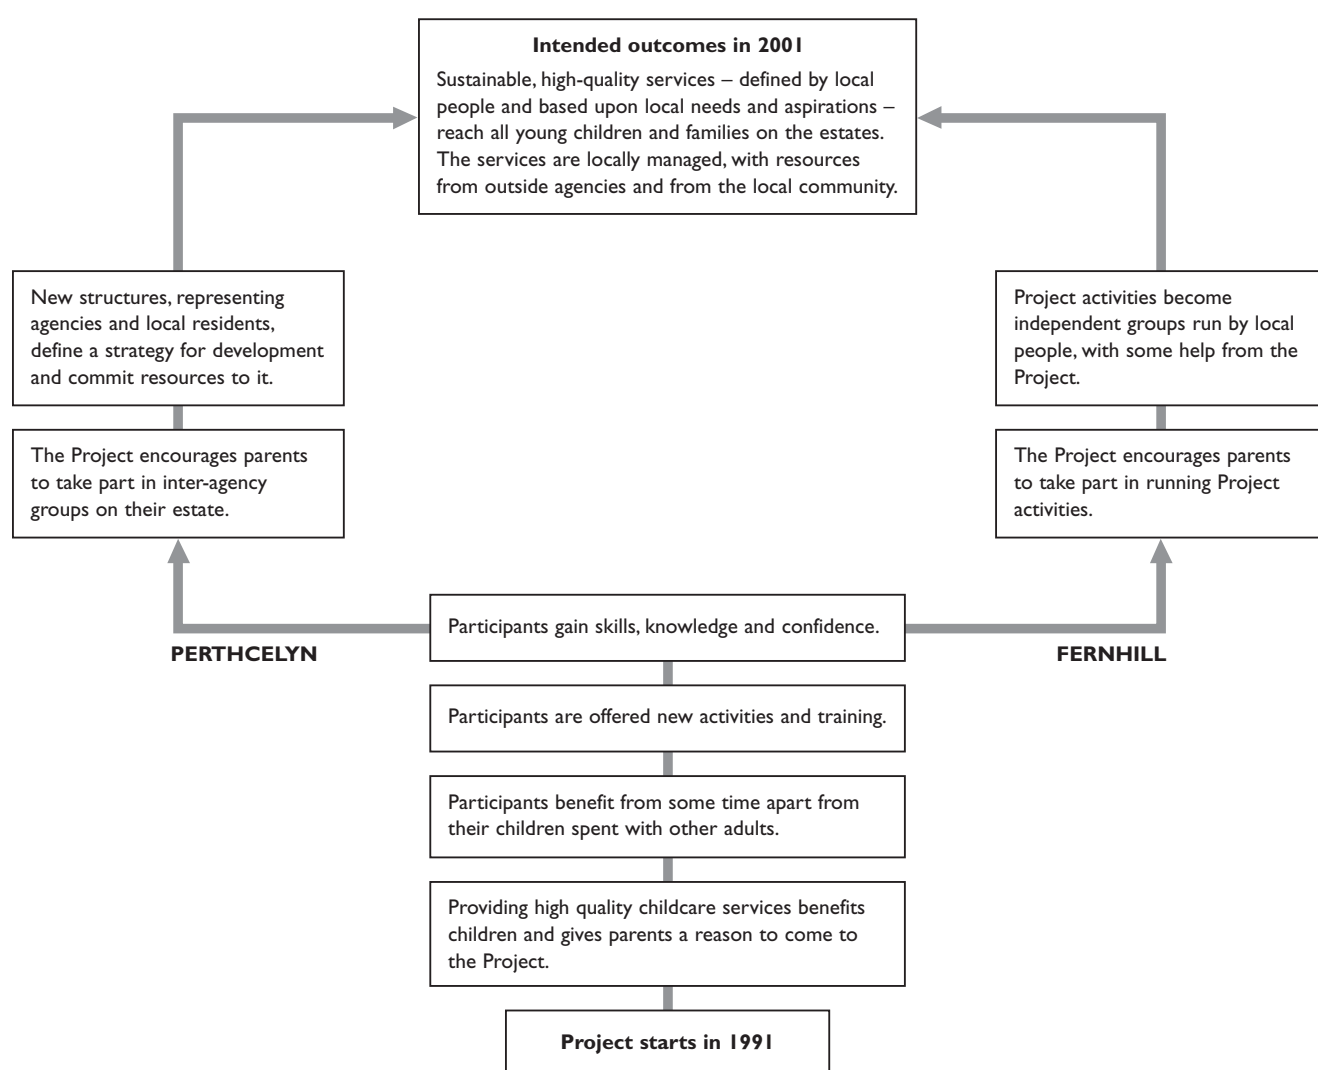 Intended outcomes in 2001
Sustainable, high-quality services – defined by local
people and based upon local needs and aspirations –
reach all young children and families on the estates.
The services are locally managed, with resources
from outside agencies and from the local community.
New structures, representing
agencies and local residents,
define a strategy for development
and commit resources to it.
Project activities become
independent groups run by local
people, with some help from the
Project.
The Project encourages parents
to take part in inter-agency
groups on their estate.
The Project encourages parents
to take part in running Project
activities.
Participants gain skills, knowledge and confidence.
PERTHCELYN
FERNHILL
Participants are offered new activities and training.
Participants benefit from some time apart from
their children spent with other adults.
Providing high quality childcare services benefits
children and gives parents a reason to come to
the Project.
Project starts in 1991